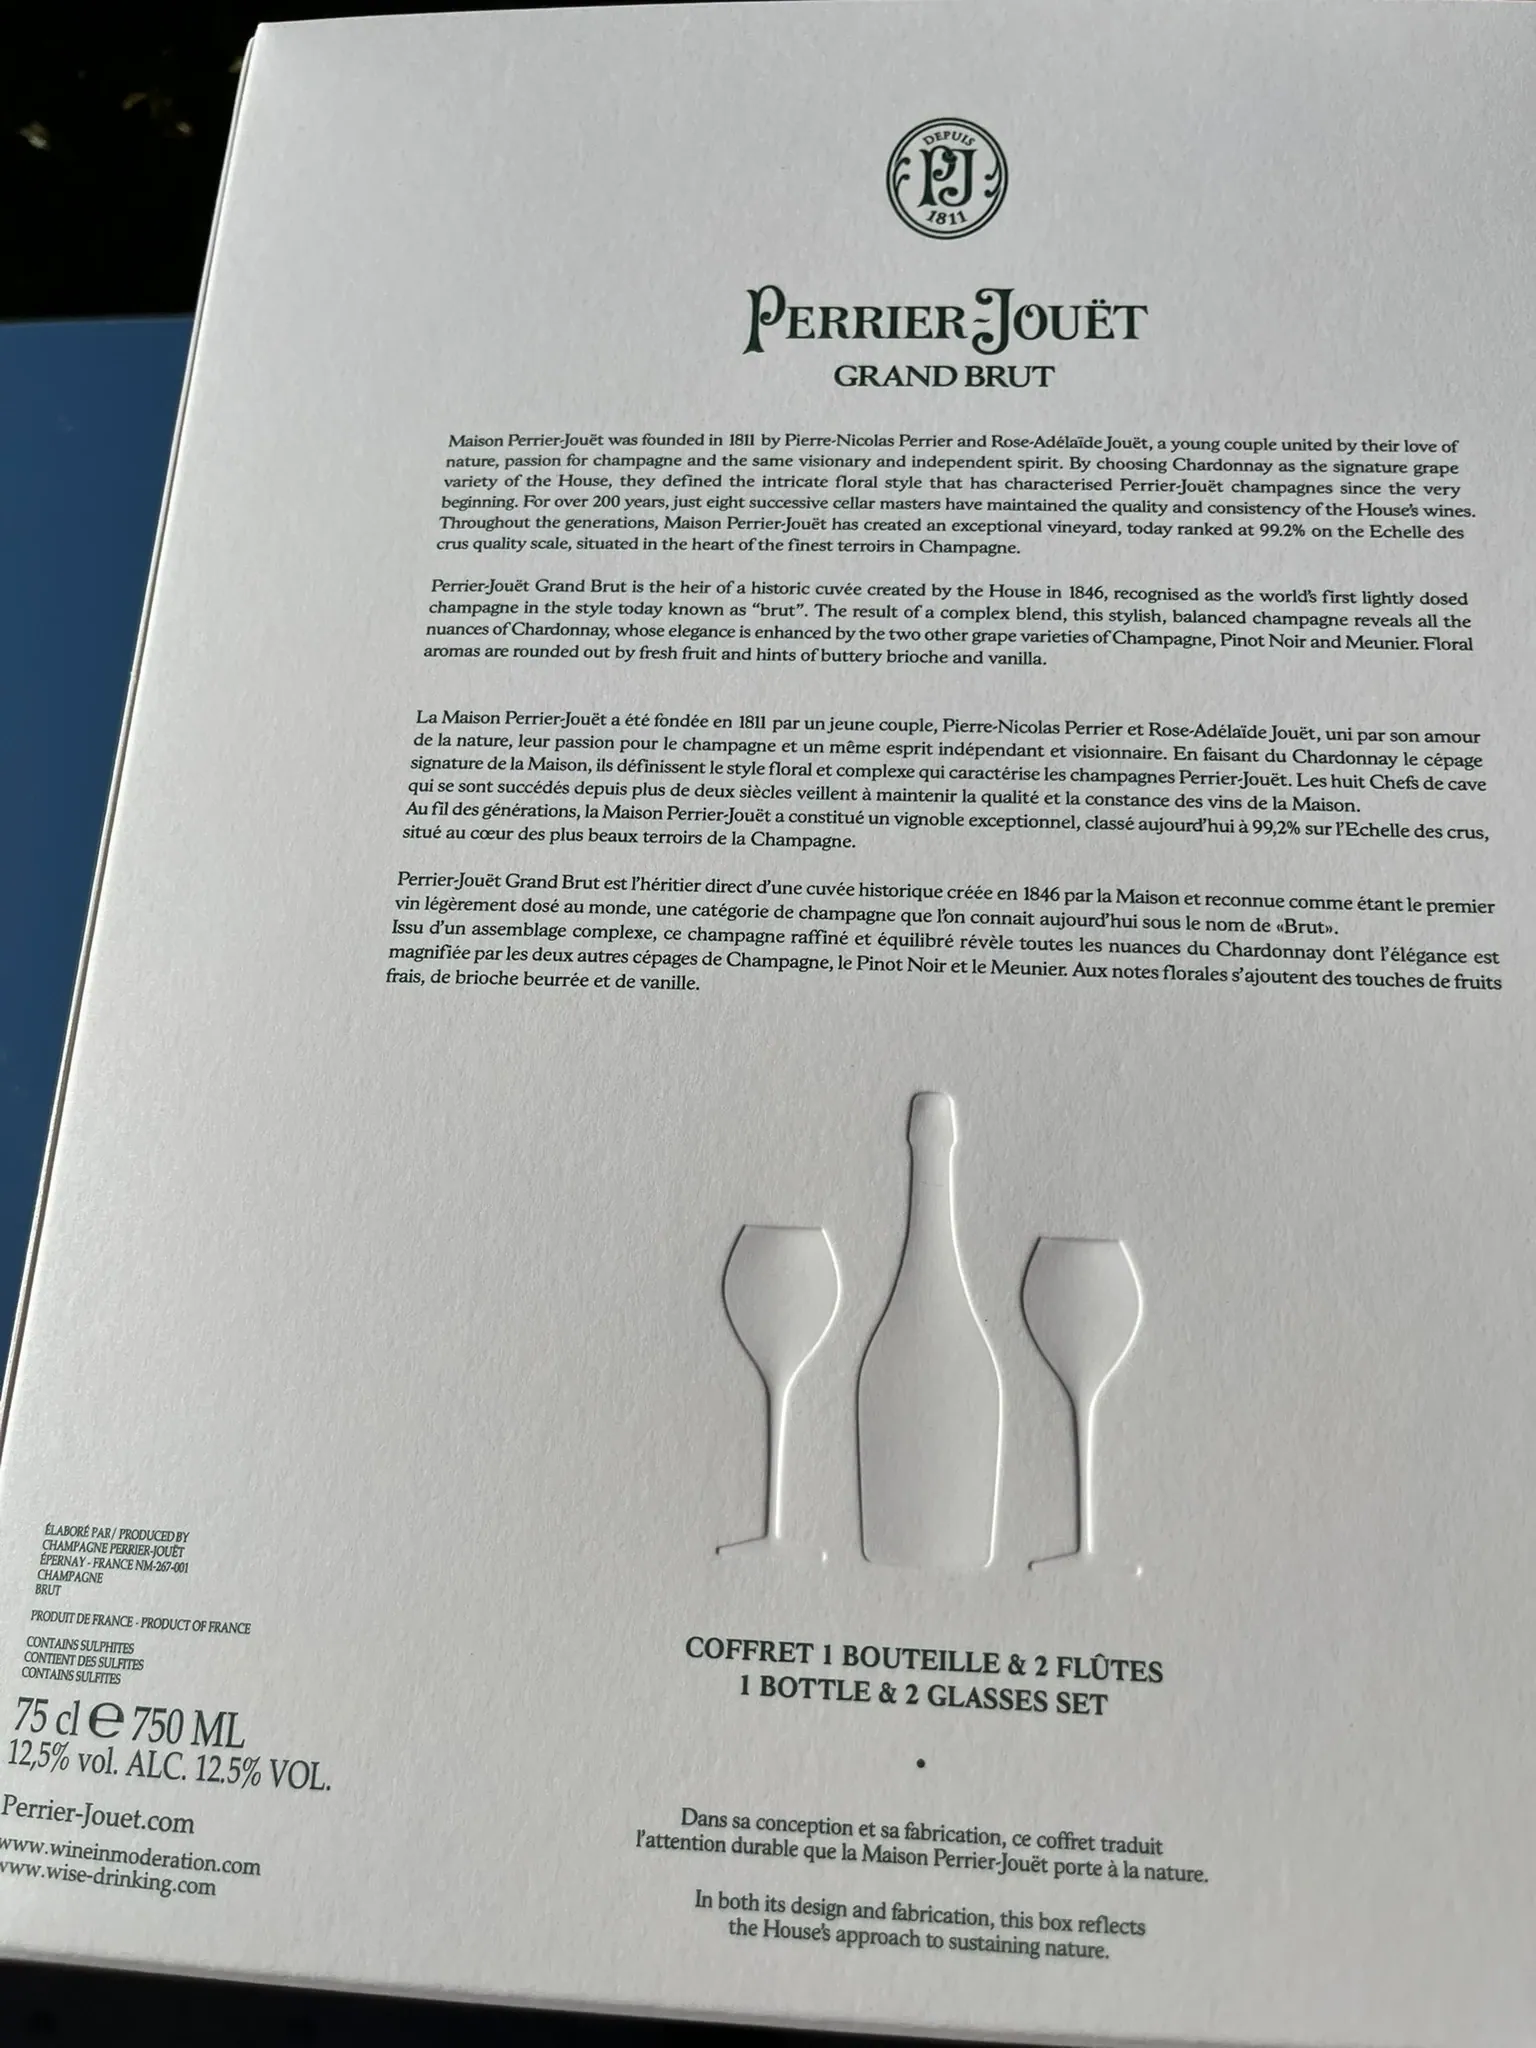 DEPUIS
PJ
1811
PERRIER-JOUËT
GRAND BRUT
Maison Perrier-Jouët was founded in 1811 by Pierre-Nicolas Perrier and Rose-Adélaïde Jouët, a young couple united by their love of
nature, passion for champagne and the same visionary and independent spirit. By choosing Chardonnay as the signature grape
variety of the House, they defined the intricate floral style that has characterised Perrier-Jouët champagnes since the very
beginning. For over 200 years, just eight successive cellar masters have maintained the quality and consistency of the House's wines.
Throughout the generations, Maison Perrier-Jouët has created an exceptional vineyard, today ranked at 99.2% on the Echelle des
crus quality scale, situated in the heart of the finest terroirs in Champagne.
Perrier-Jouët Grand Brut is the heir of a historic cuvée created by the House in 1846, recognised as the world's first lightly dosed
champagne in the style today known as “brut”. The result of a complex blend, this stylish, balanced champagne reveals all the
nuances of Chardonnay, whose elegance is enhanced by the two other grape varieties of Champagne, Pinot Noir and Meunier. Floral
aromas are rounded out by fresh fruit and hints of buttery brioche and vanilla.
La Maison Perrier-Jouët a été fondée en 1811 par un jeune couple, Pierre-Nicolas Perrier et Rose-Adélaïde Jouët, uni par son amour
de la nature, leur passion pour le champagne et un même esprit indépendant et visionnaire. En faisant du Chardonnay le cépage
signature de la Maison, ils définissent le style floral et complexe qui caractérise les champagnes Perrier-Jouët. Les huit Chefs de cave
qui se sont succédés depuis plus de deux siècles veillent à maintenir la qualité et la constance des vins de la Maison.
Au fil des générations, la Maison Perrier-Jouët a constitué un vignoble exceptionnel, classé aujourd'hui à 99,2% sur l'Echelle des crus,
situé au cœur des plus beaux terroirs de la Champagne.
Perrier-Jouët Grand Brut est l'héritier direct d'une cuvée historique créée en 1846 par la Maison et reconnue comme étant le premier
vin légèrement dosé au monde, une catégorie de champagne que l'on connait aujourd'hui sous le nom de «Brut».
Issu d'un assemblage complexe, ce champagne raffiné et équilibré révèle toutes les nuances du Chardonnay dont l'élégance est
magnifiée par les deux autres cépages de Champagne, le Pinot Noir et le Meunier. Aux notes florales s'ajoutent des touches de fruits
frais, de brioche beurrée et de vanille.
ÉLABORÉ PAR/ PRODUCED BY
CHAMPAGNE PERRIER-JOUËT
ÉPERNAY - FRANCE NM-267-001
CHAMPAGNE
BRUT
PRODUIT DE FRANCE - PRODUCT OF FRANCE
CONTAINS SULPHITES
CONTIENT DES SULFITES
CONTAINS SULFITES
75 cl e 750 ML
12,5% vol. ALC. 12.5% VOL.
Perrier-Jouet.com
www.wineinmoderation.com
www.wise-drinking.com
COFFRET 1 BOUTEILLE & 2 FLÛTES
1 BOTTLE & 2 GLASSES SET
•
Dans sa conception et sa fabrication, ce coffret traduit
l'attention durable que la Maison Perrier-Jouët porte à la nature.
In both its design and fabrication, this box reflects
the House's approach to sustaining nature.